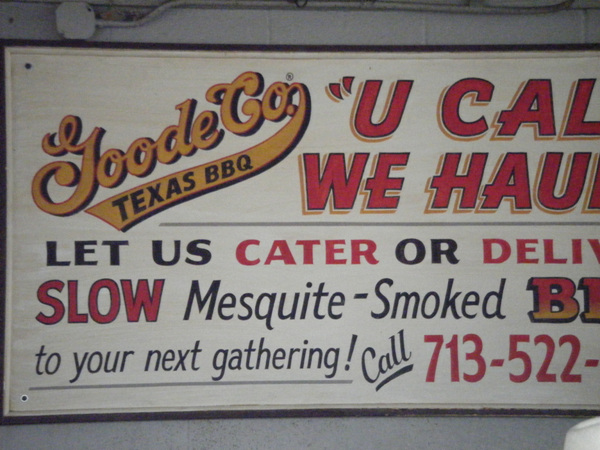 Goode Co.®
TEXAS BBQ
"U CAL
WE HAUL
LET US CATER OR DELIV
SLOW Mesquite-Smoked B
to your next gathering! Call 713-522-